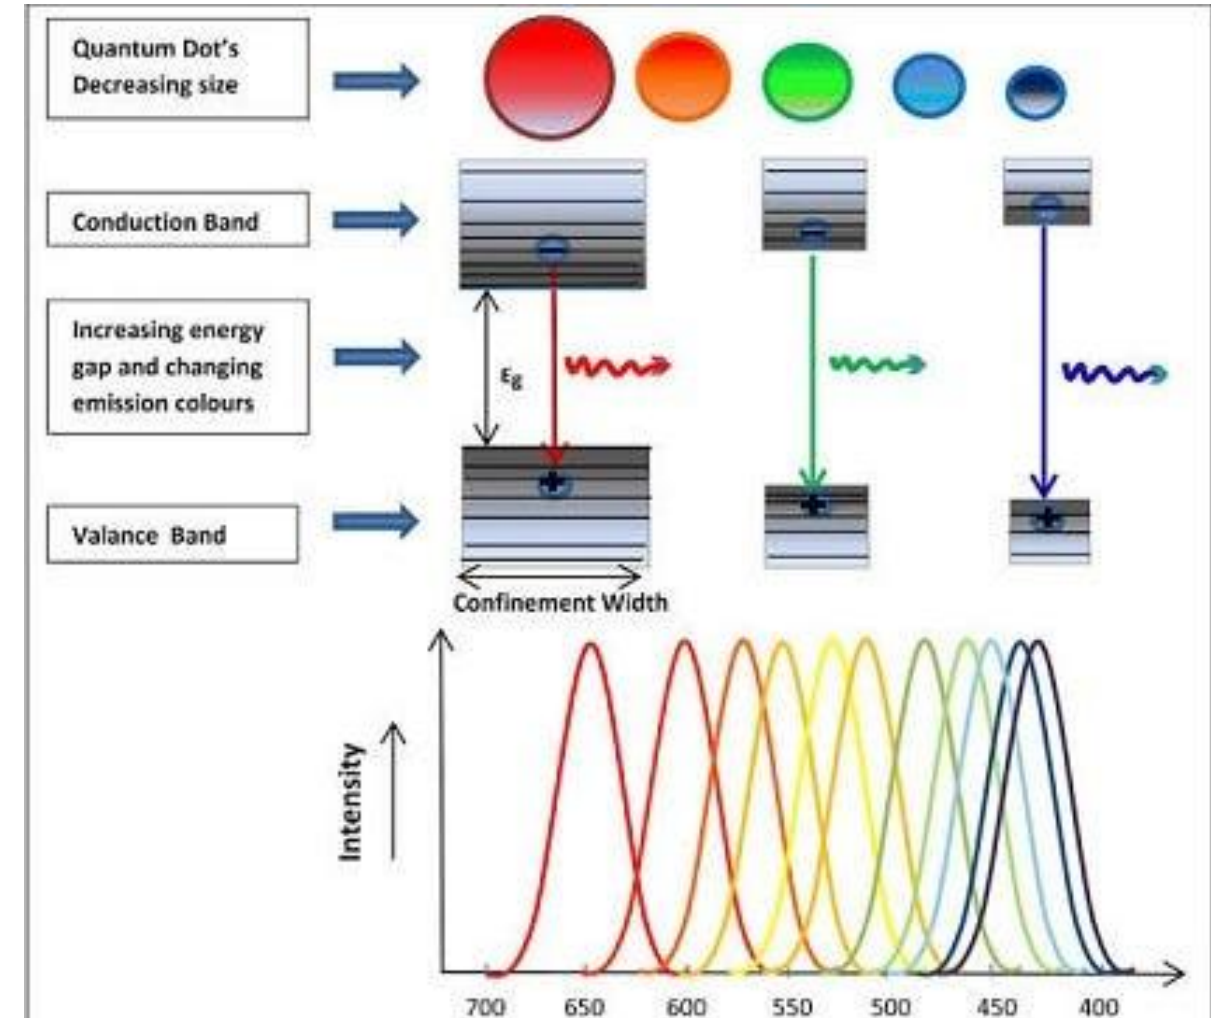 Quantum Dot's
Decreasing size
Conduction Band
Increasing energy
gap and changing
emission colours
Eg
Valance Band
Confinement Width
Intensity
700 650 600 550 500 450 400